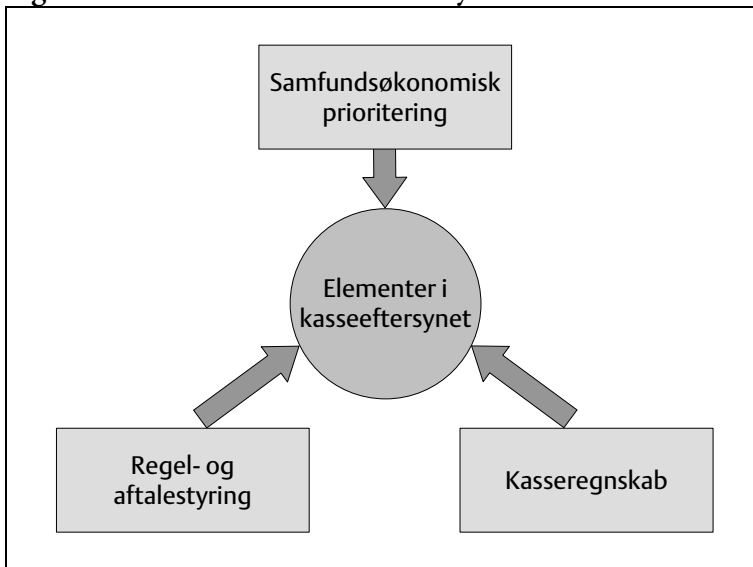 Samfundsøkonomisk
prioritering
Elementer i
kasseeftersynet
Regel- og
aftalestyring
Kasseregnskab